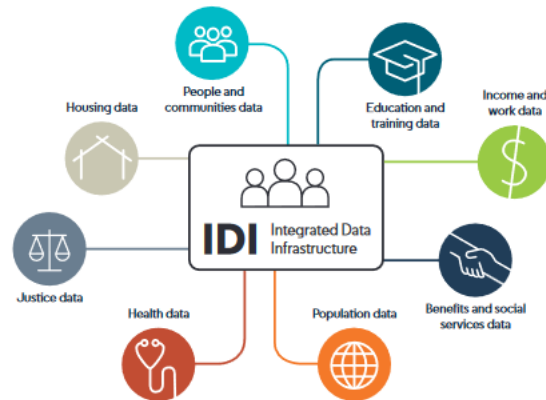 People and
communities data
Education and
training data
Income and
work data
Housing data
IDI Integrated Data
Infrastructure
Justice data
Benefits and social
services data
Health data
Population data